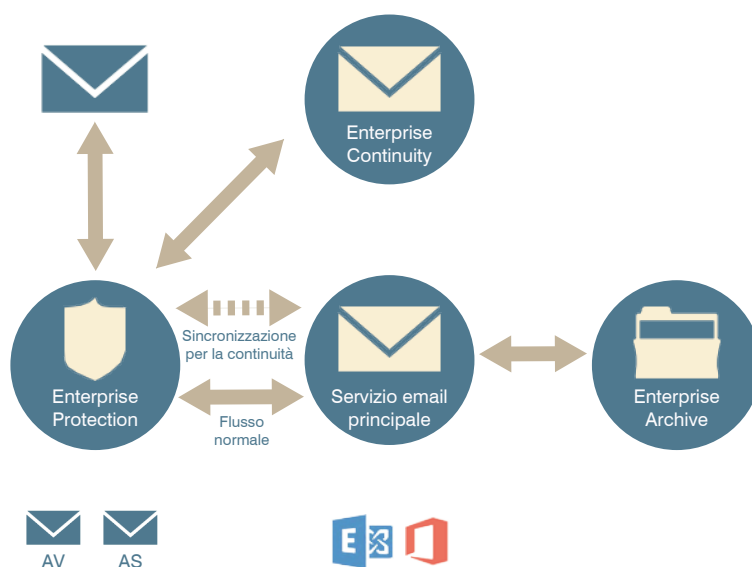 Enterprise
Continuity
Sincronizzazione
per la continuità
Enterprise
Protection
Flusso
normale
Servizio email
principale
Enterprise
Archive
AV
AS
E